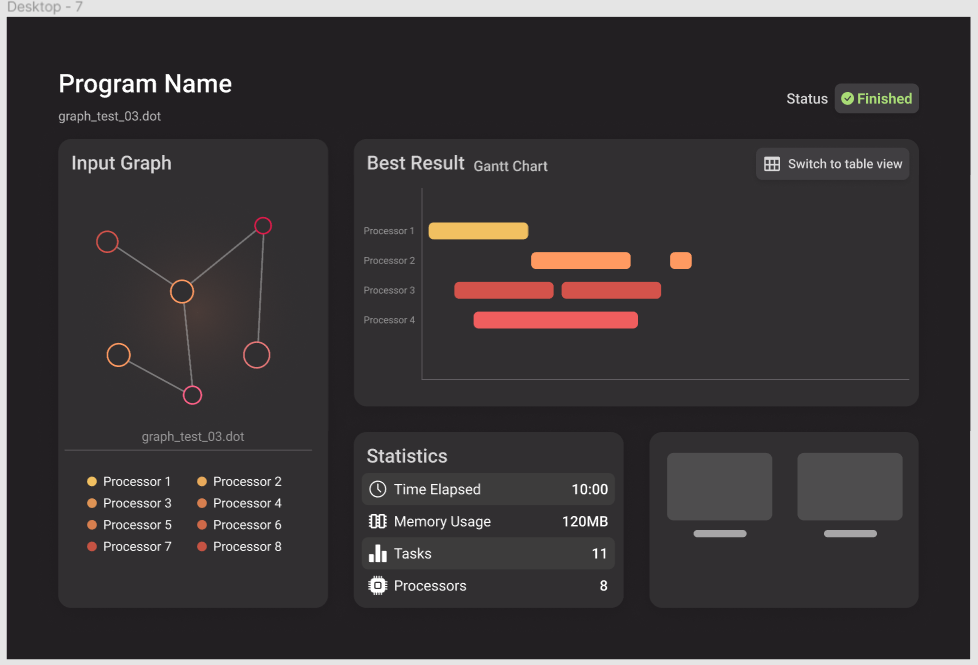 Desktop - 7
Program Name
graph_test_03.dot
Status Finished
Input Graph
graph_test_03.dot
Processor 1 Processor 2
Processor 3 Processor 4
Processor 5 Processor 6
Processor 7 Processor 8
Best Result Gantt Chart
Switch to table view
Processor 1
Processor 2
Processor 3
Processor 4
Statistics
Time Elapsed 10:00
Memory Usage 120MB
Tasks 11
Processors 8